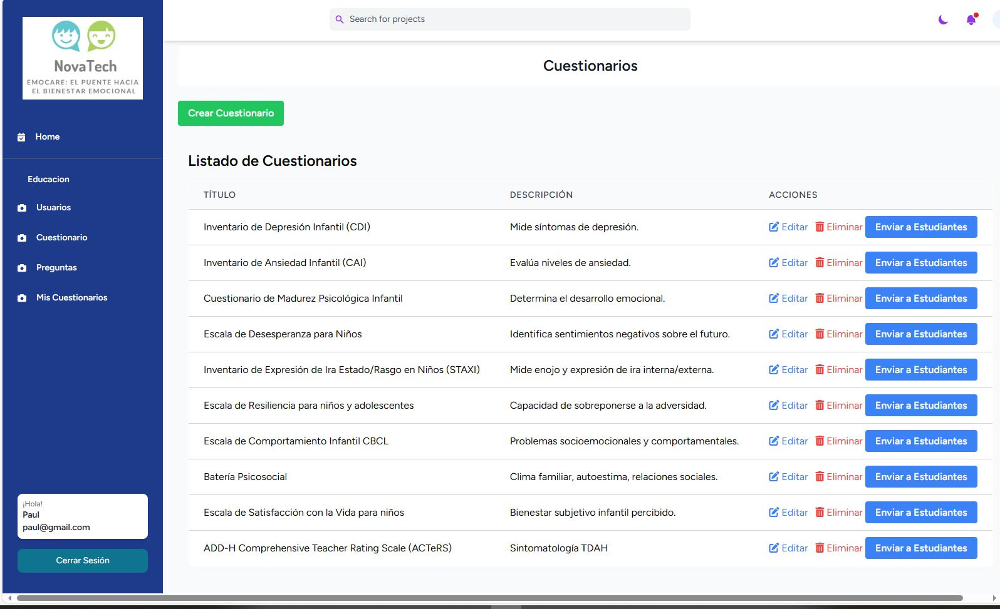 NovaTech
EMOCARE: EL PUENTE HACIA
EL BIENESTAR EMOCIONAL
Home
Educacion
Usuarios
Cuestionario
Preguntas
Mis Cuestionarios
¡Hola!
Paul
paul@gmail.com
Cerrar Sesión
Search for projects
Cuestionarios
Crear Cuestionario
Listado de Cuestionarios
TÍTULO DESCRIPCIÓN ACCIONES
Inventario de Depresión Infantil (CDI) Mide síntomas de depresión. Editar Eliminar Enviar a Estudiantes
Inventario de Ansiedad Infantil (CAI) Evalúa niveles de ansiedad. Editar Eliminar Enviar a Estudiantes
Cuestionario de Madurez Psicológica Infantil Determina el desarrollo emocional. Editar Eliminar Enviar a Estudiantes
Escala de Desesperanza para Niños Identifica sentimientos negativos sobre el futuro. Editar Eliminar Enviar a Estudiantes
Inventario de Expresión de Ira Estado/Rasgo en Niños (STAXI) Mide enojo y expresión de ira interna/externa. Editar Eliminar Enviar a Estudiantes
Escala de Resiliencia para niños y adolescentes Capacidad de sobreponerse a la adversidad. Editar Eliminar Enviar a Estudiantes
Escala de Comportamiento Infantil CBCL Problemas socioemocionales y comportamentales. Editar Eliminar Enviar a Estudiantes
Batería Psicosocial Clima familiar, autoestima, relaciones sociales. Editar Eliminar Enviar a Estudiantes
Escala de Satisfacción con la Vida para niños Bienestar subjetivo infantil percibido. Editar Eliminar Enviar a Estudiantes
ADD-H Comprehensive Teacher Rating Scale (ACTeRS) Sintomatología TDAH Editar Eliminar Enviar a Estudiantes